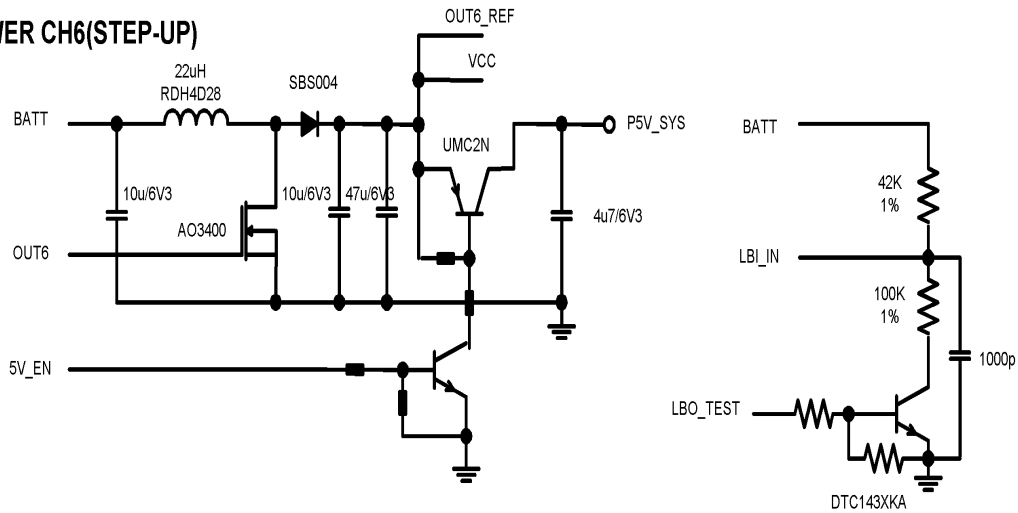 WER CH6(STEP-UP)
OUT6_REF
VCC
22uH
RDH4D28
SBS004
BATT
UMC2N
P5V_SYS
10u/6V3
10u/6V3
47u/6V3
4u7/6V3
AO3400
OUT6
5V_EN
BATT
42K
1%
LBI_IN
100K
1%
1000p
LBO_TEST
DTC143XKA